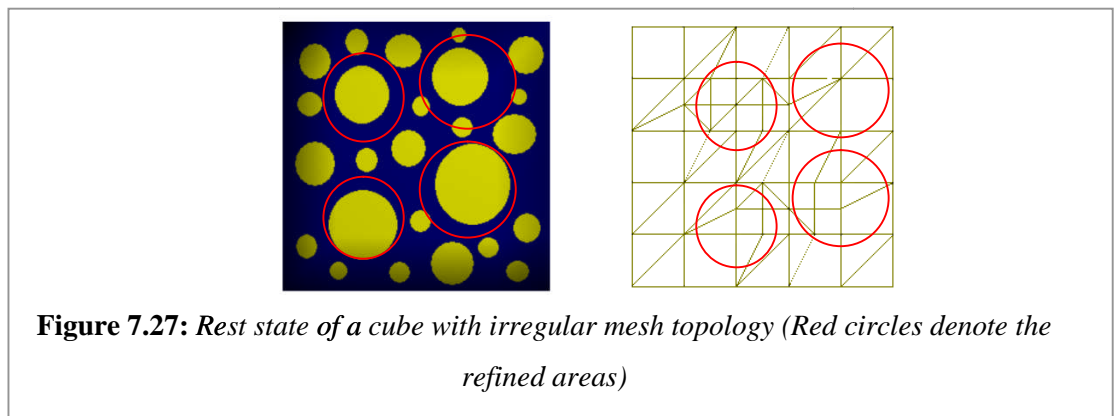 Figure 7.27: Rest state of a cube with irregular mesh topology (Red circles denote the
refined areas)